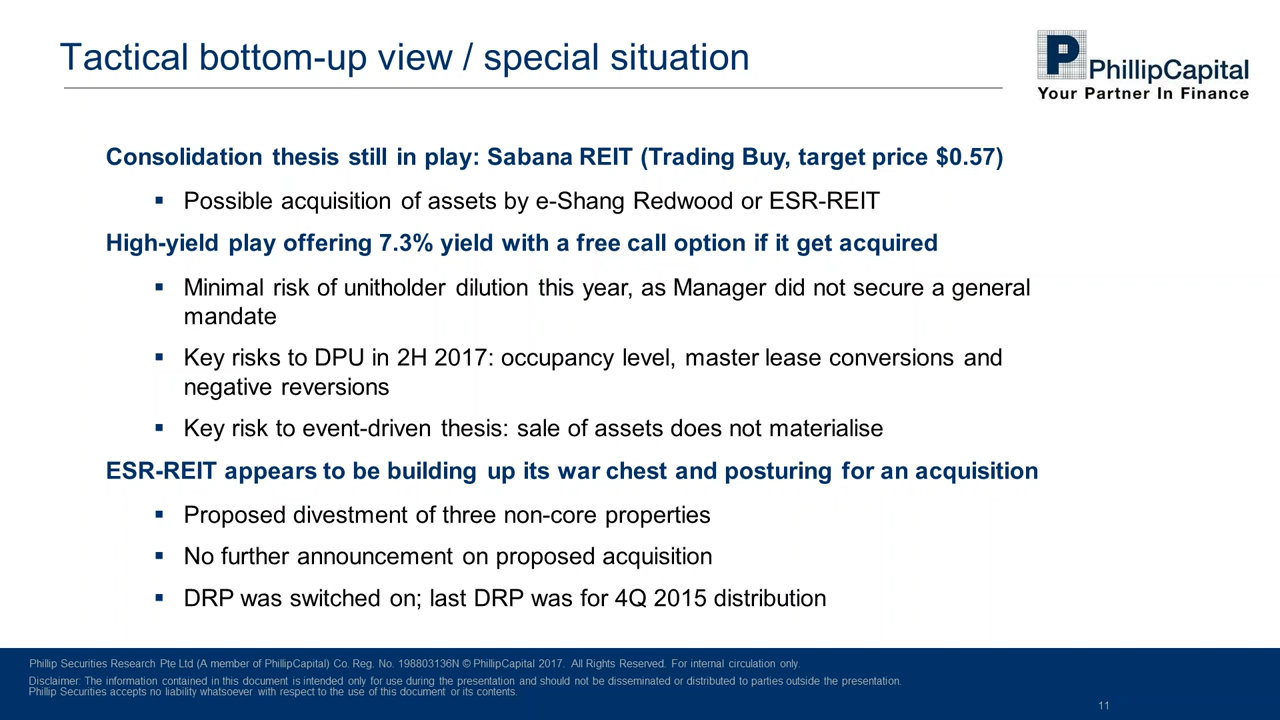 Tactical bottom-up view / special situation
P
PhillipCapital
Your Partner In Finance
Consolidation thesis still in play: Sabana REIT (Trading Buy, target price $0.57)
▪ Possible acquisition of assets by e-Shang Redwood or ESR-REIT
High-yield play offering 7.3% yield with a free call option if it get acquired
▪ Minimal risk of unitholder dilution this year, as Manager did not secure a general
mandate
▪ Key risks to DPU in 2H 2017: occupancy level, master lease conversions and
negative reversions
▪ Key risk to event-driven thesis: sale of assets does not materialise
ESR-REIT appears to be building up its war chest and posturing for an acquisition
▪ Proposed divestment of three non-core properties
▪ No further announcement on proposed acquisition
▪ DRP was switched on; last DRP was for 4Q 2015 distribution
Phillip Securities Research Pte Ltd (A member of PhillipCapital) Co. Reg. No. 198803136N © PhillipCapital 2017. All Rights Reserved. For internal circulation only.
Disclaimer: The information contained in this document is intended only for use during the presentation and should not be disseminated or distributed to parties outside the presentation.
Phillip Securities accepts no liability whatsoever with respect to the use of this document or its contents.
11